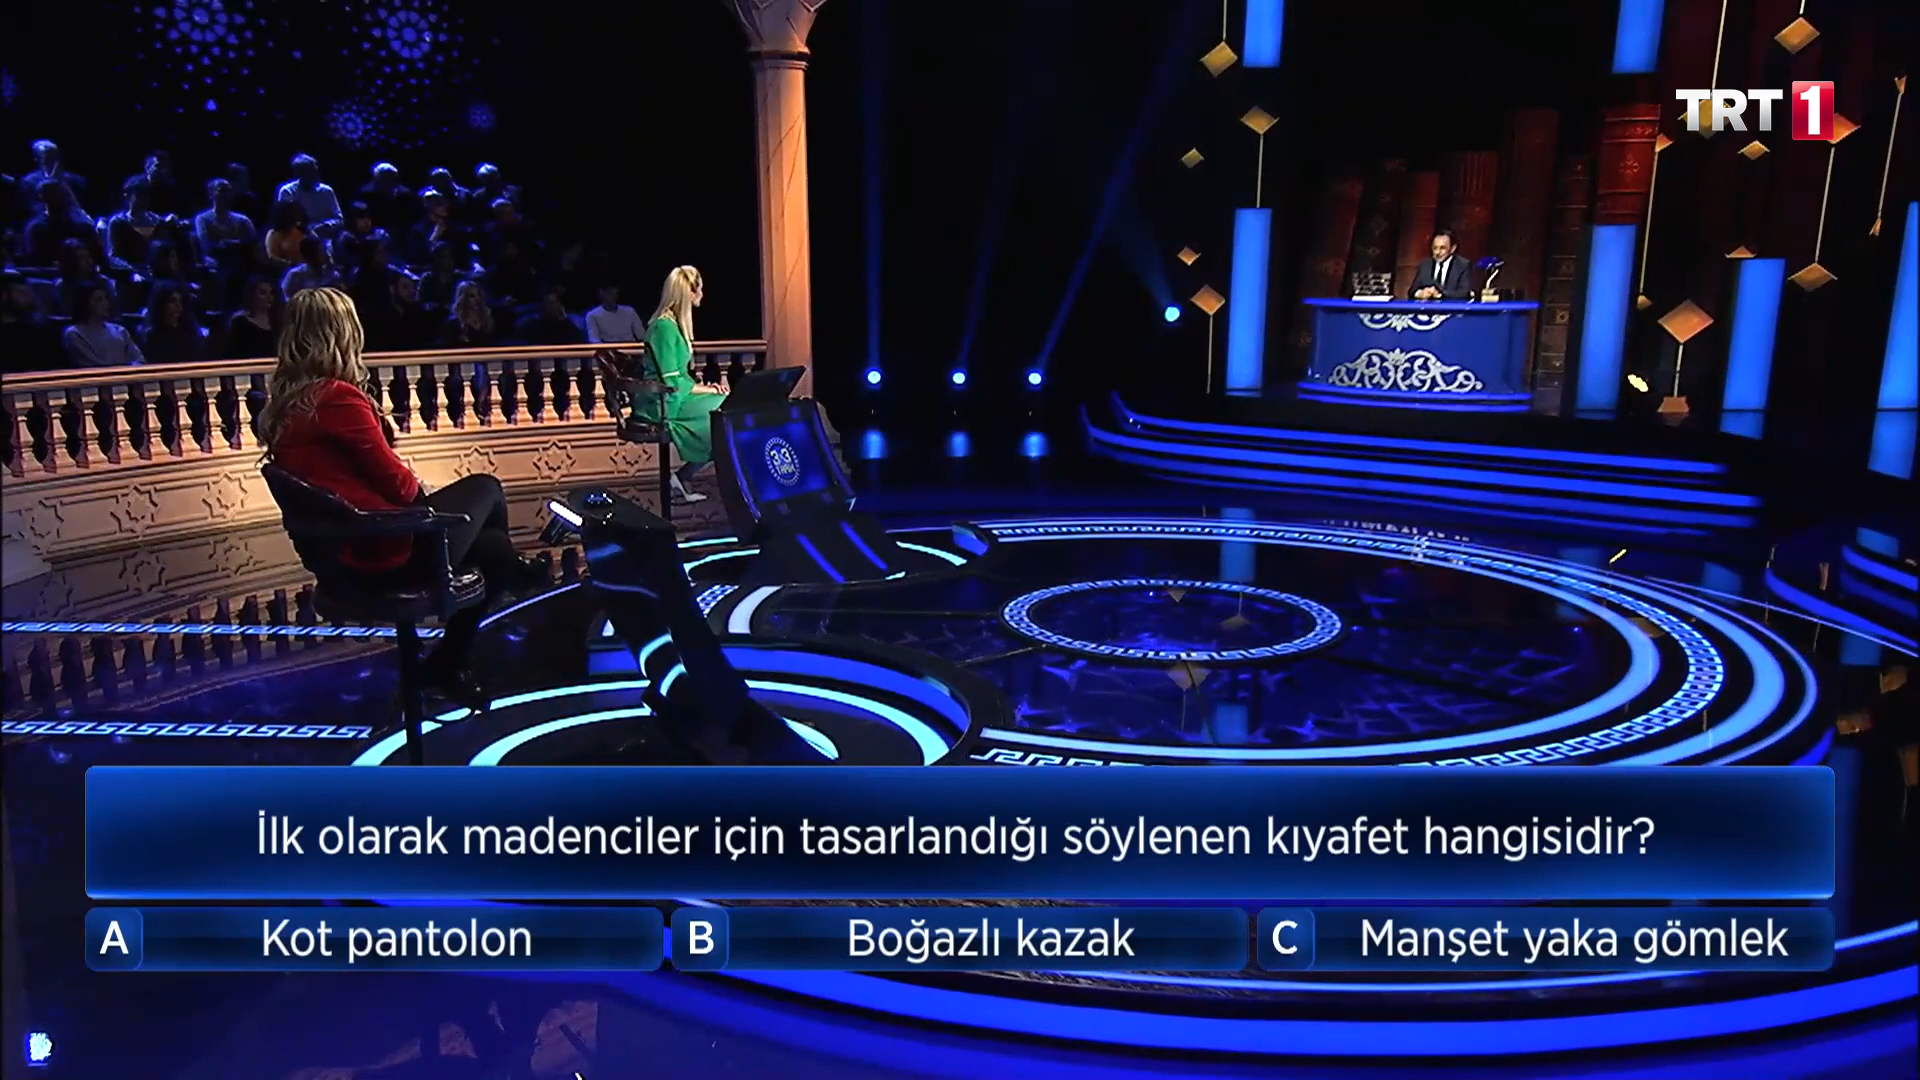 TRT 1
İlk olarak madenciler için tasarlandığı söylenen kıyafet hangisidir?
A Kot pantolon
B Boğazlı kazak
C Manşet yaka gömlek